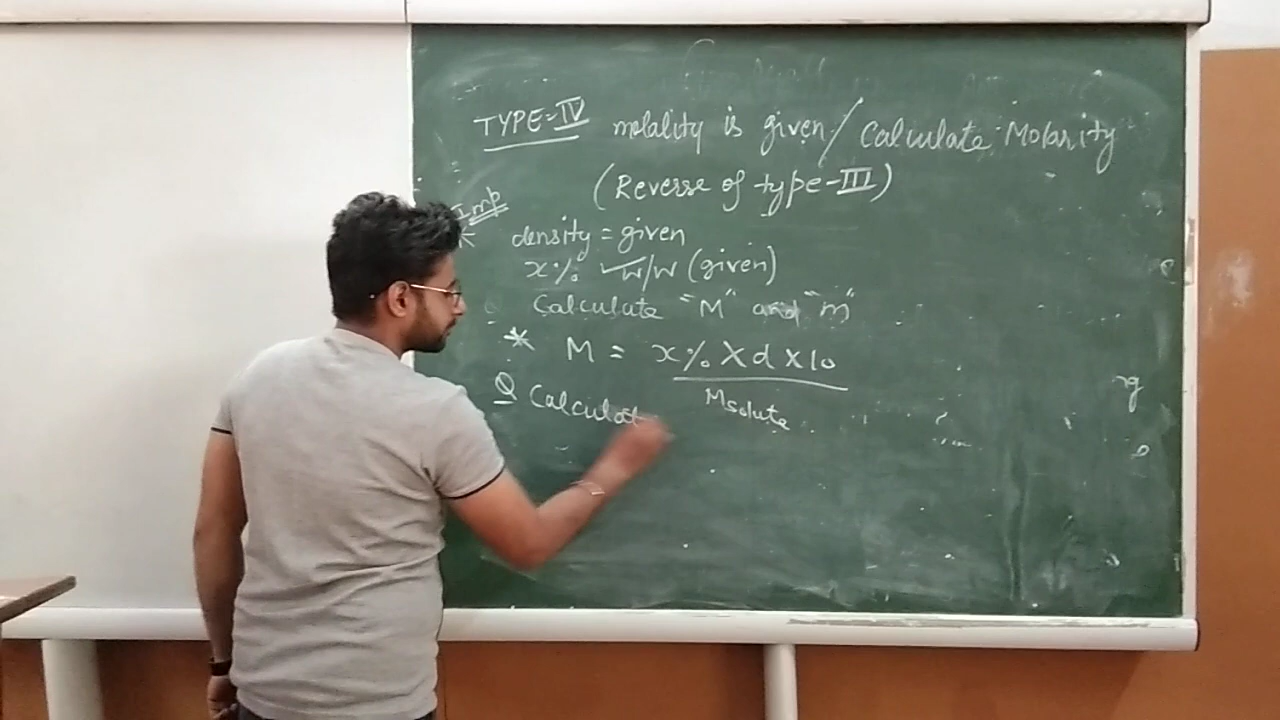 TYPE-IV molality is given / Calculate Molarity
(Reverse of type-III)
Imp
* density = given
x% w/w (given)
Calculate "M" and "m"
* M = x% X d X 10
Msolute
Q Calculat